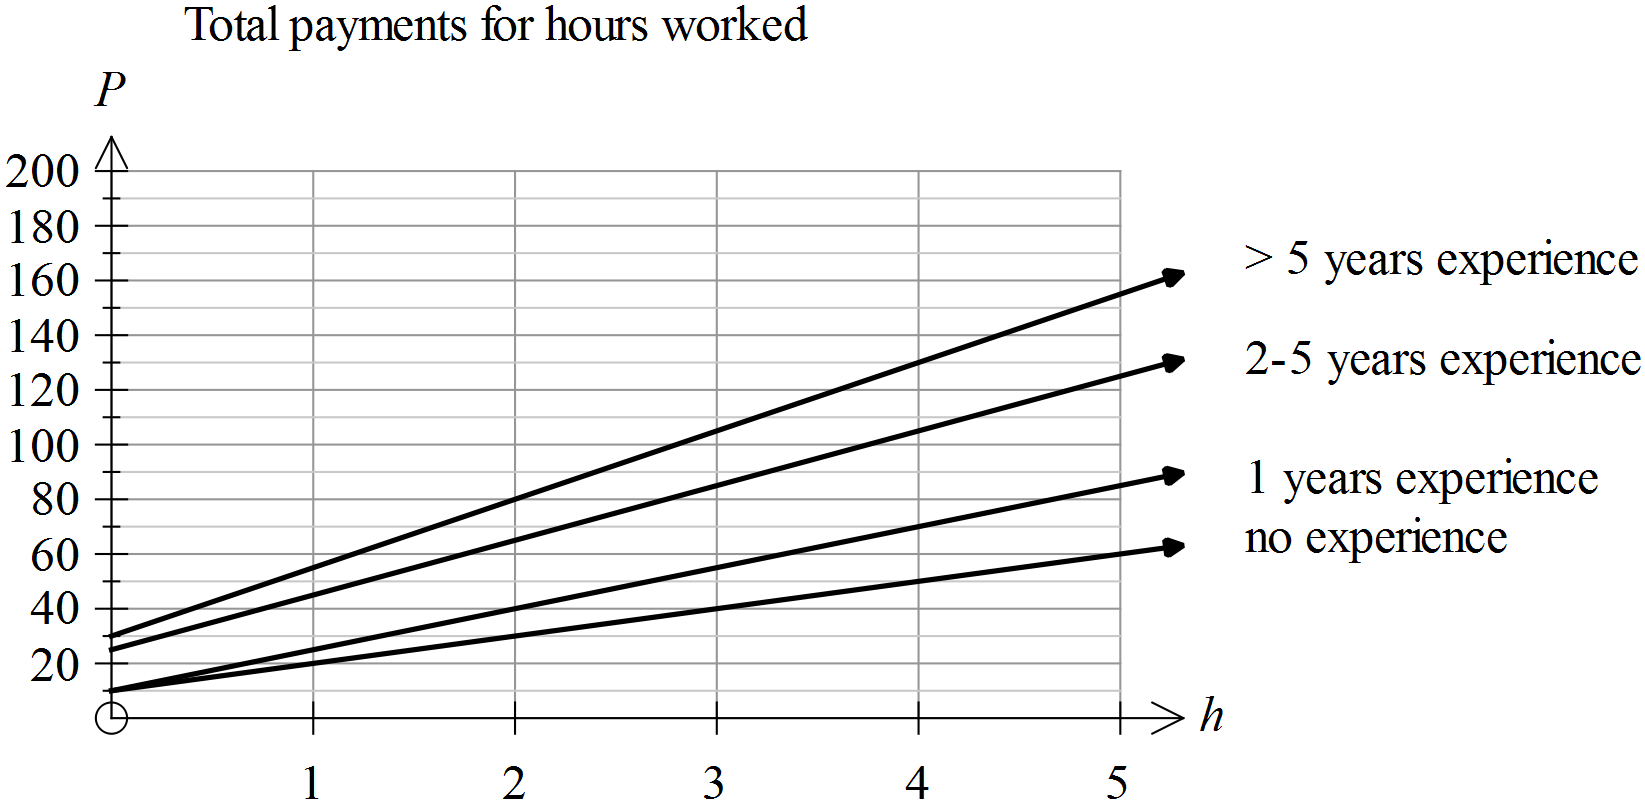 Total payments for hours worked
P
200
180
160
140
120
100
80
60
40
20
> 5 years experience
2-5 years experience
1 years experience
no experience
h
1 2 3 4 5